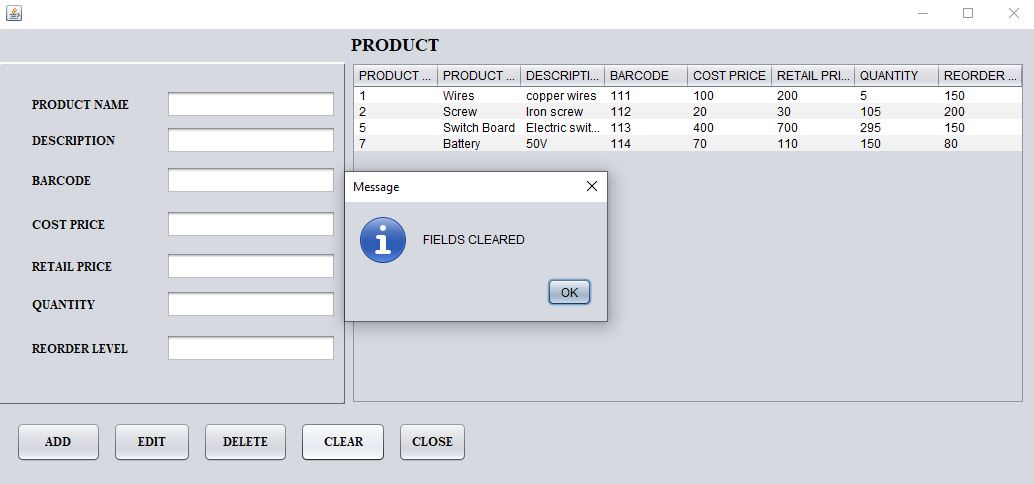 PRODUCT
PRODUCT ... PRODUCT ... DESCRIPTI... BARCODE COST PRICE RETAIL PRI... QUANTITY REORDER ...
1 Wires copper wires 111 100 200 5 150
2 Screw Iron screw 112 20 30 105 200
5 Switch Board Electric swit... 113 400 700 295 150
7 Battery 50V 114 70 110 150 80
PRODUCT NAME
DESCRIPTION
BARCODE
COST PRICE
RETAIL PRICE
QUANTITY
REORDER LEVEL
Message
FIELDS CLEARED
OK
ADD EDIT DELETE CLEAR CLOSE